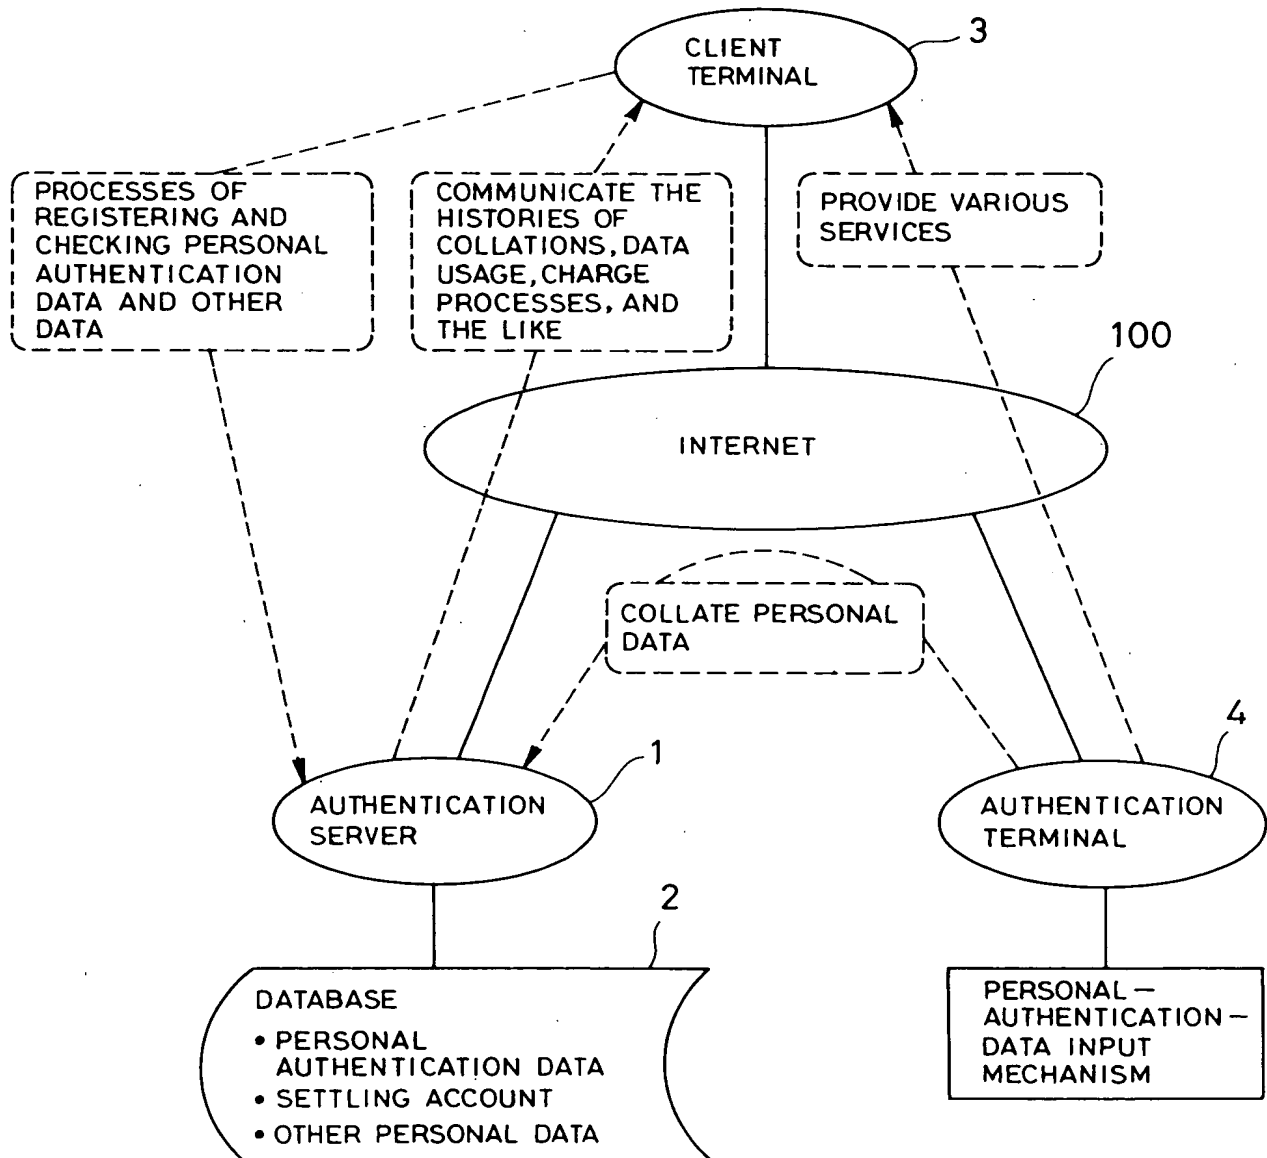 CLIENT
TERMINAL
3
PROCESSES OF
REGISTERING AND
CHECKING PERSONAL
AUTHENTICATION
DATA AND OTHER
DATA
COMMUNICATE THE
HISTORIES OF
COLLATIONS, DATA
USAGE, CHARGE
PROCESSES, AND
THE LIKE
PROVIDE VARIOUS
SERVICES
100
INTERNET
COLLATE PERSONAL
DATA
1
AUTHENTICATION
SERVER
4
AUTHENTICATION
TERMINAL
2
DATABASE
• PERSONAL
AUTHENTICATION DATA
• SETTLING ACCOUNT
• OTHER PERSONAL DATA
PERSONAL—
AUTHENTICATION—
DATA INPUT
MECHANISM